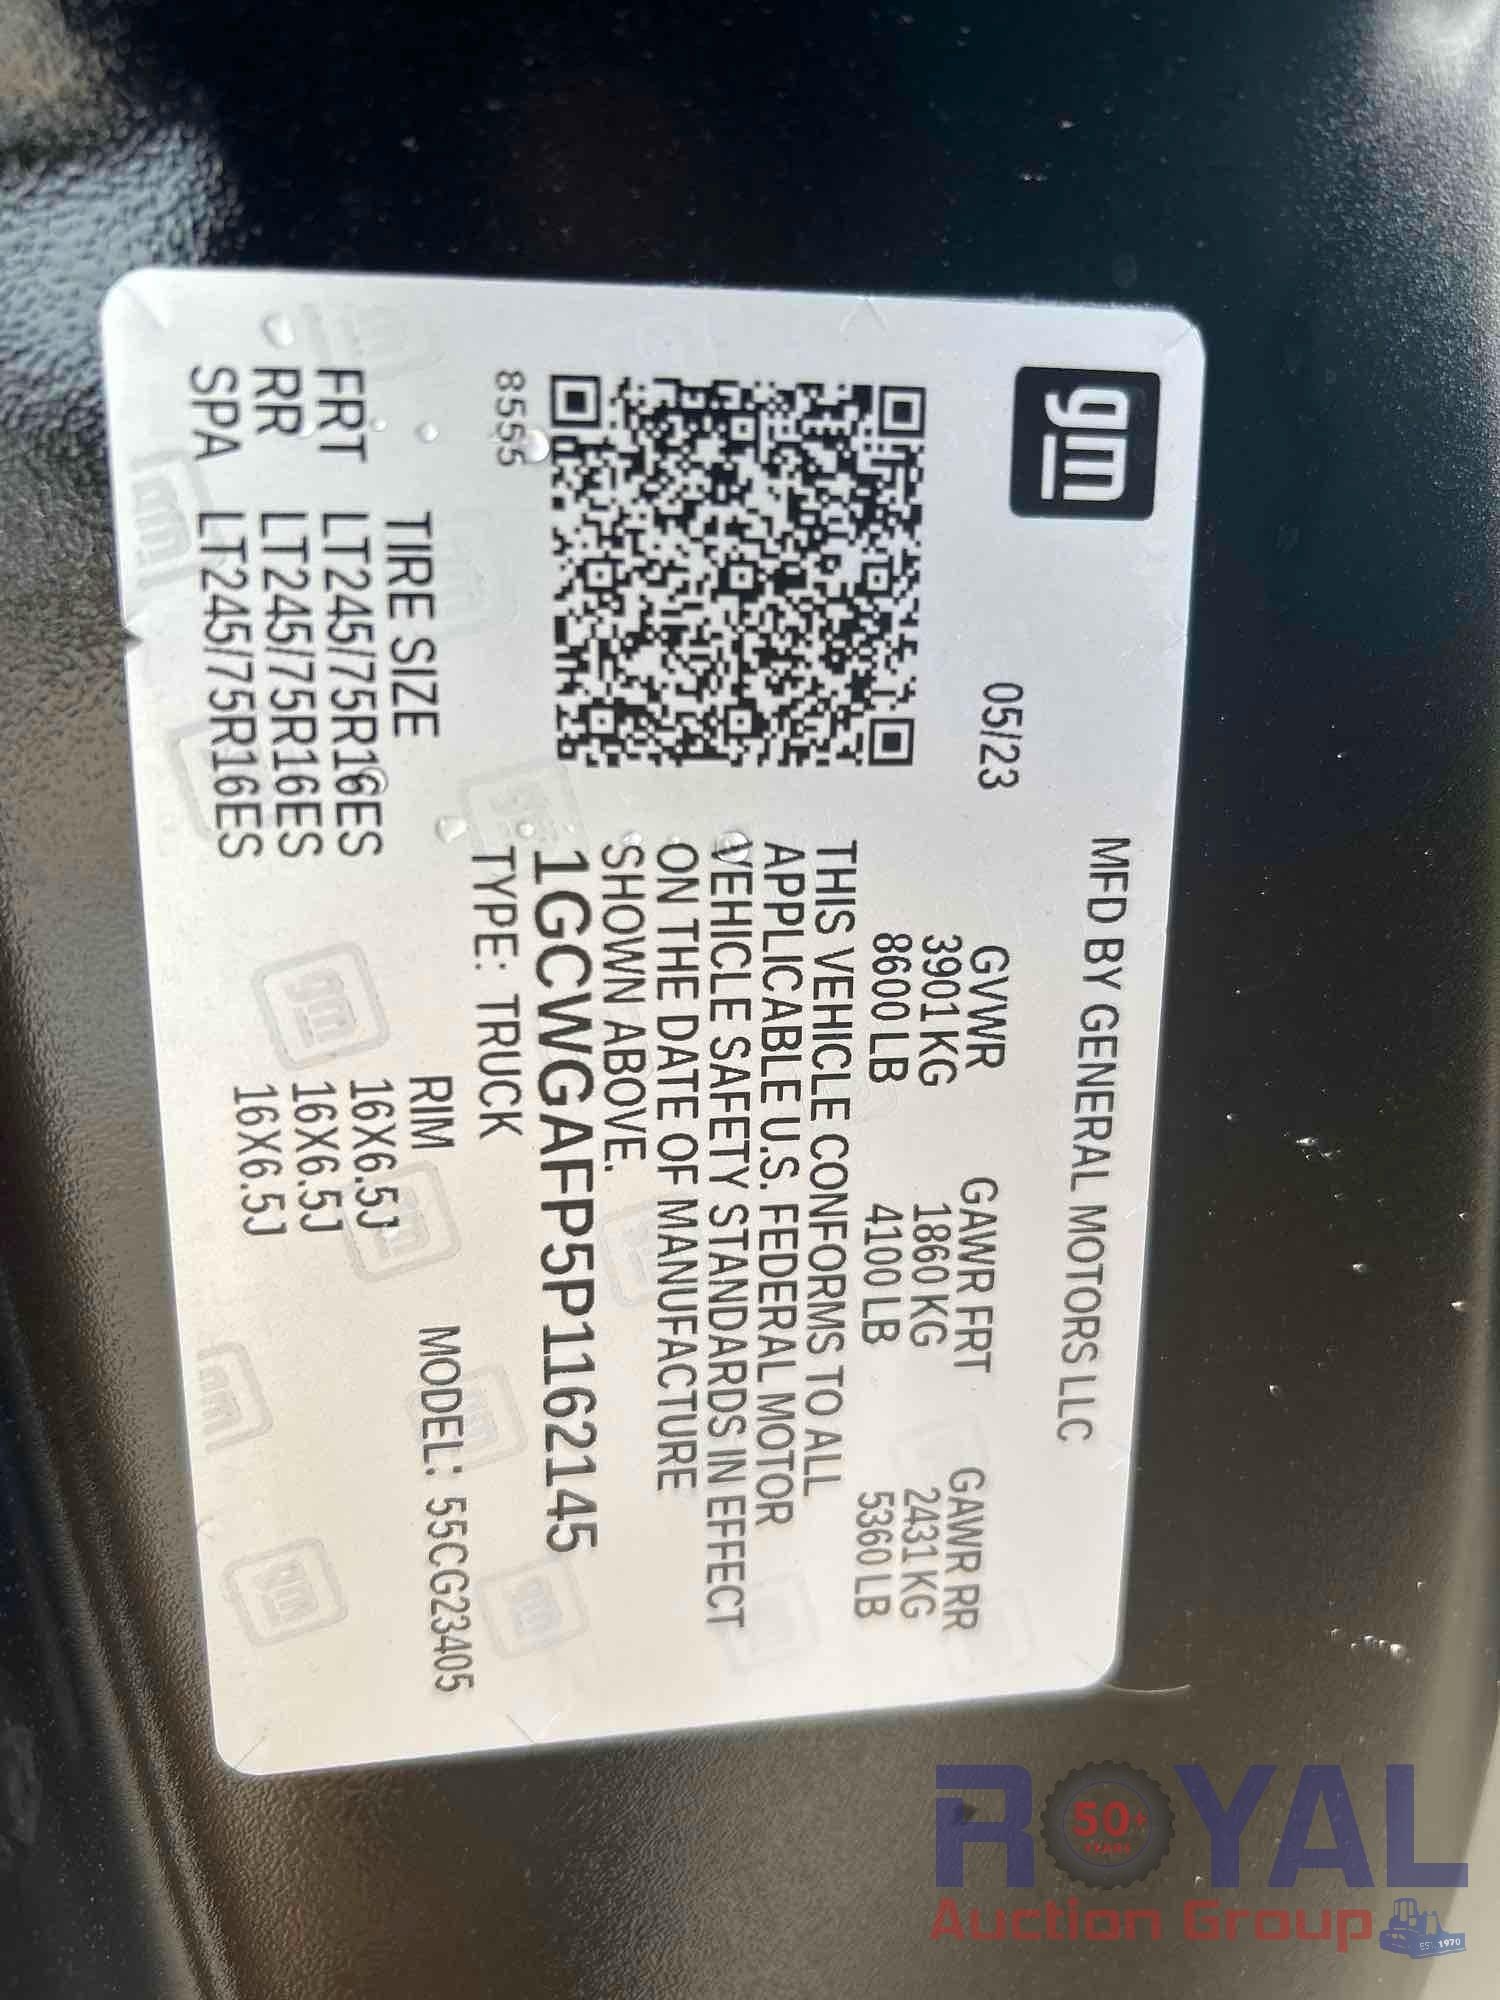 gm
MFD BY GENERAL MOTORS LLC
05/23
GVWR GAWR FRT GAWR RR
3901 KG 1860 KG 2431 KG
8600 LB 4100 LB 5360 LB
THIS VEHICLE CONFORMS TO ALL
APPLICABLE U.S. FEDERAL MOTOR
VEHICLE SAFETY STANDARDS IN EFFECT
ON THE DATE OF MANUFACTURE
SHOWN ABOVE.
8555
1GCWGAFP5P1162145
TYPE: TRUCK
MODEL: 55CG23405
TIRE SIZE RIM
FRT LT245/75R16ES 16X6.5J
RR LT245/75R16ES 16X6.5J
SPA LT245/75R16ES 16X6.5J
ROYAL
50+
YEARS
Auction Group
EST. 1970